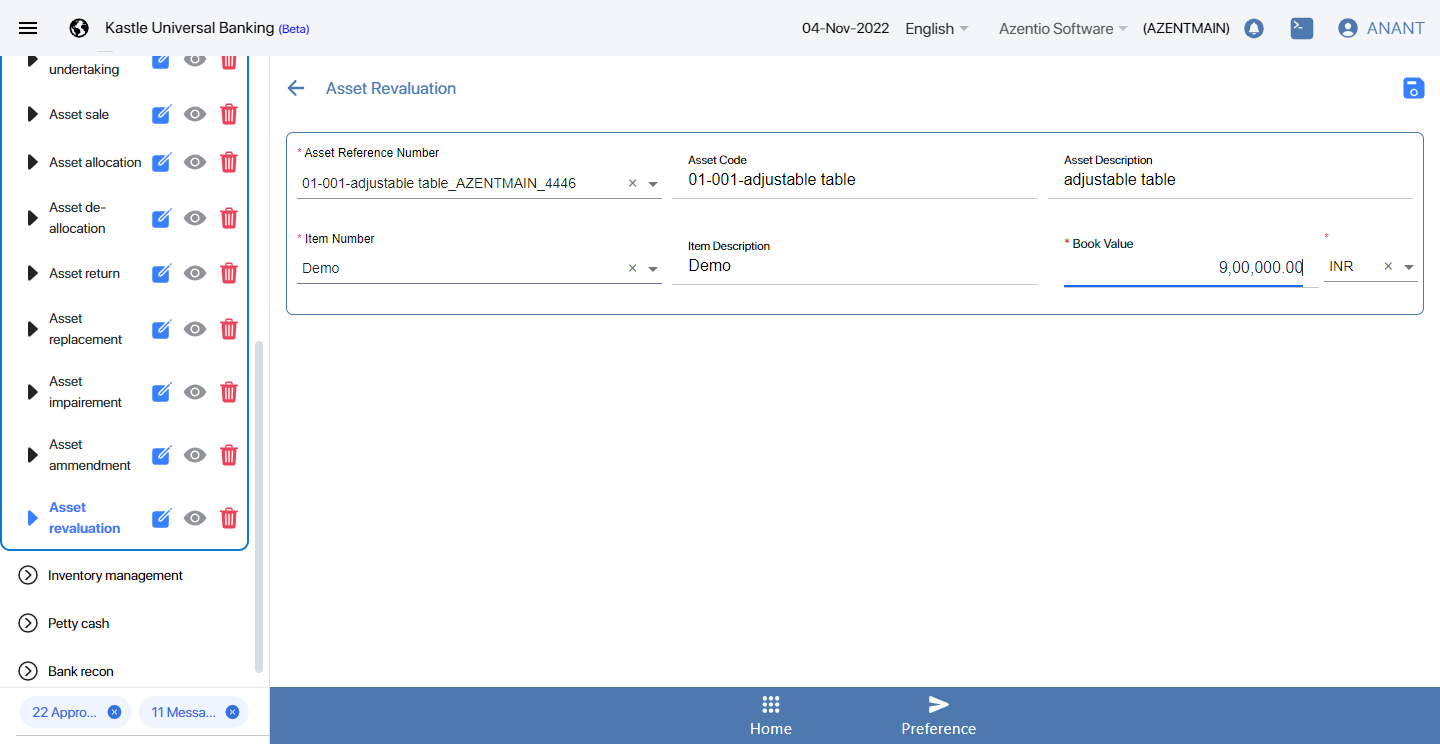 Kastle Universal Banking (Beta)
04-Nov-2022 English Azentio Software (AZENTMAIN) ANANT
undertaking
Asset sale
Asset allocation
Asset de-
allocation
Asset return
Asset
replacement
Asset
impairement
Asset
ammendment
Asset
revaluation
Inventory management
Petty cash
Bank recon
22 Appro...
11 Messa...
Asset Revaluation
* Asset Reference Number
01-001-adjustable table_AZENTMAIN_4446
Asset Code
01-001-adjustable table
Asset Description
adjustable table
* Item Number
Demo
Item Description
Demo
* Book Value
9,00,000.00
*
INR
Home
Preference